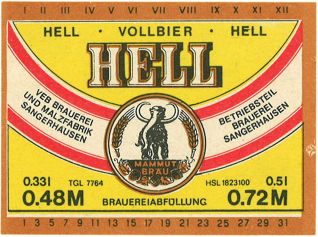 I II III IV V VI VII VIII IX X XI XII
HELL · VOLLBIER · HELL
HELL
VEB BRAUEREI
UND MALZFABRIK
SANGERHAUSEN
BETRIEBSTEIL
BRAUEREI
SANGERHAUSEN
MAMMUT
BRÄU
0.33l TGL 7764 HSL 1823100 0.5l
0.48M BRAUEREIABFÜLLUNG 0.72M
1 3 5 7 9 11 13 15 17 19 21 23 25 27 29 31